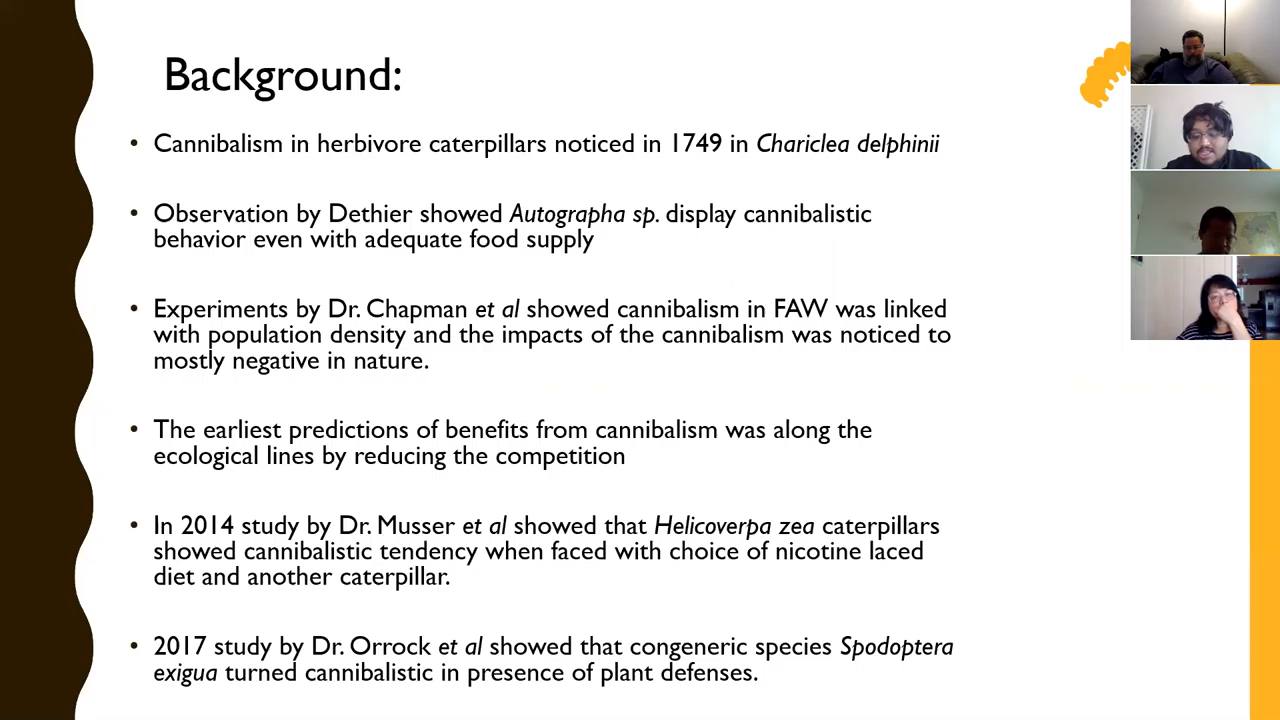 Background:
• Cannibalism in herbivore caterpillars noticed in 1749 in Chariclea delphinii
• Observation by Dethier showed Autographa sp. display cannibalistic
behavior even with adequate food supply
• Experiments by Dr. Chapman et al showed cannibalism in FAW was linked
with population density and the impacts of the cannibalism was noticed to
mostly negative in nature.
• The earliest predictions of benefits from cannibalism was along the
ecological lines by reducing the competition
• In 2014 study by Dr. Musser et al showed that Helicoverpa zea caterpillars
showed cannibalistic tendency when faced with choice of nicotine laced
diet and another caterpillar.
• 2017 study by Dr. Orrock et al showed that congeneric species Spodoptera
exigua turned cannibalistic in presence of plant defenses.